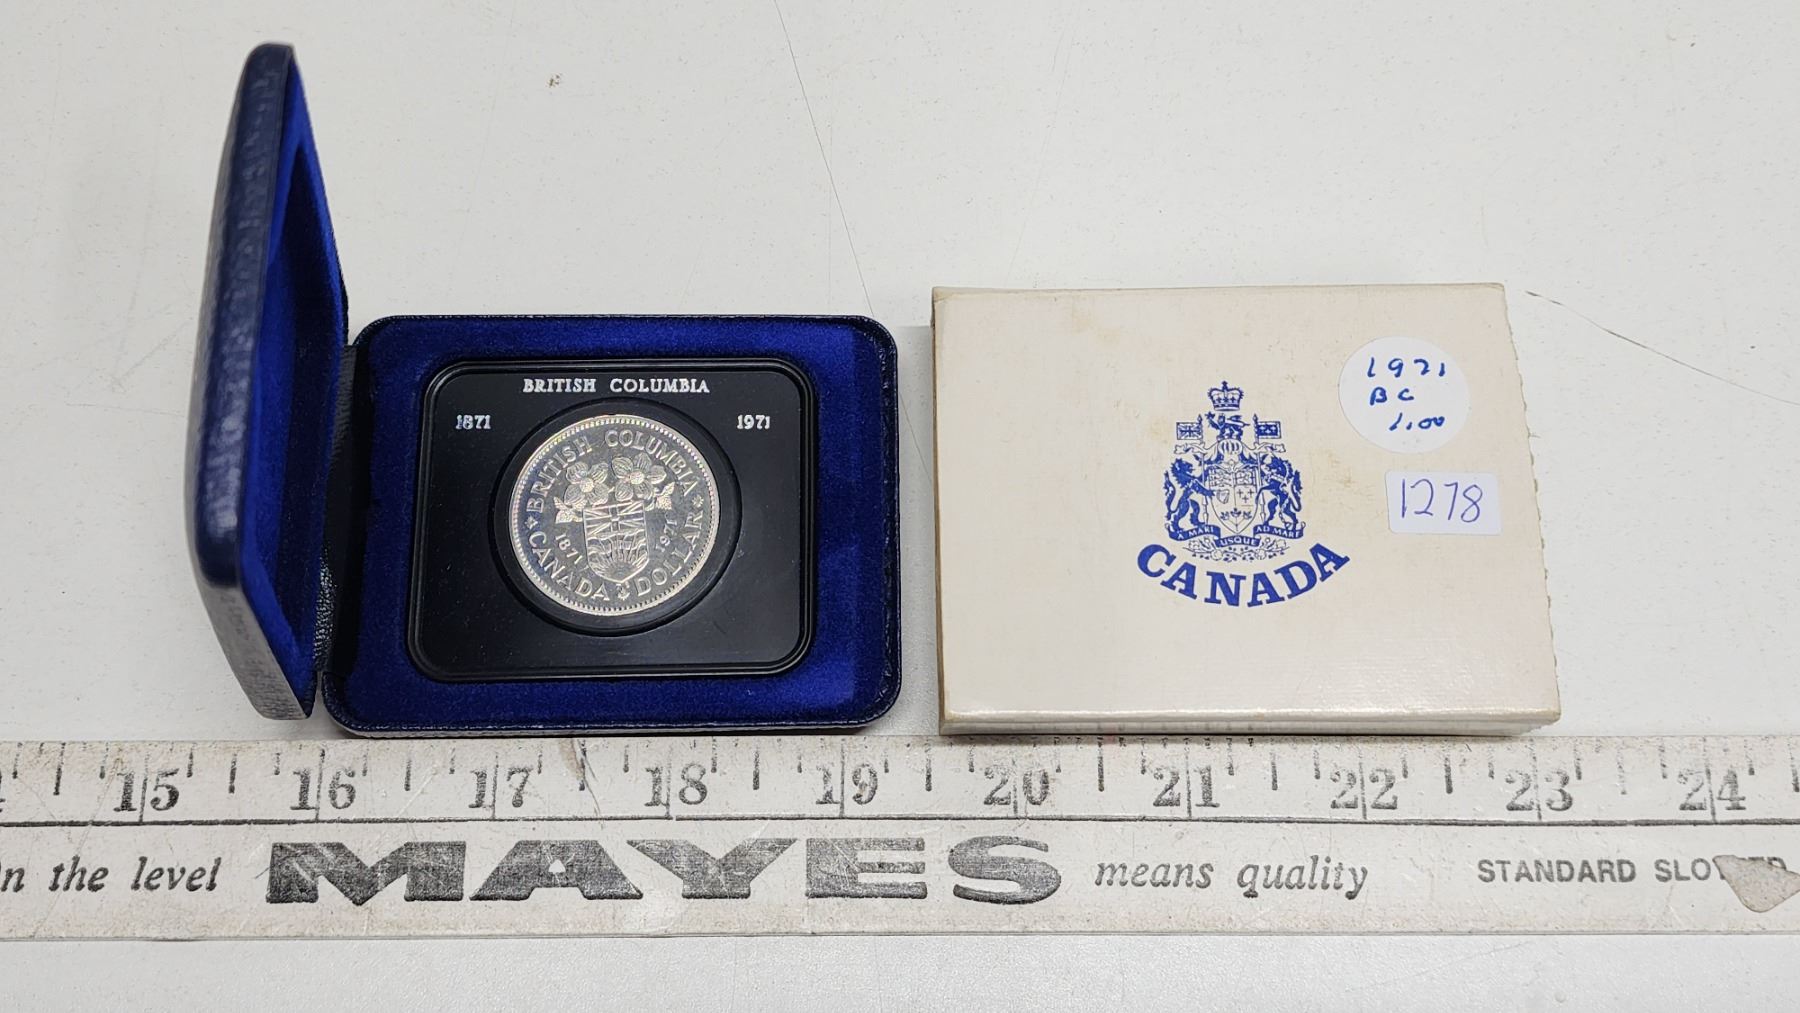 BRITISH COLUMBIA
1871 1971
BRITISH COLUMBIA
1871 1971
CANADA DOLLAR
1971
BC
1.00
1278
A MARI USQUE AD MARE
CANADA
15 16 17 18 19 20 21 22 23 24
the level MAYES means quality STANDARD